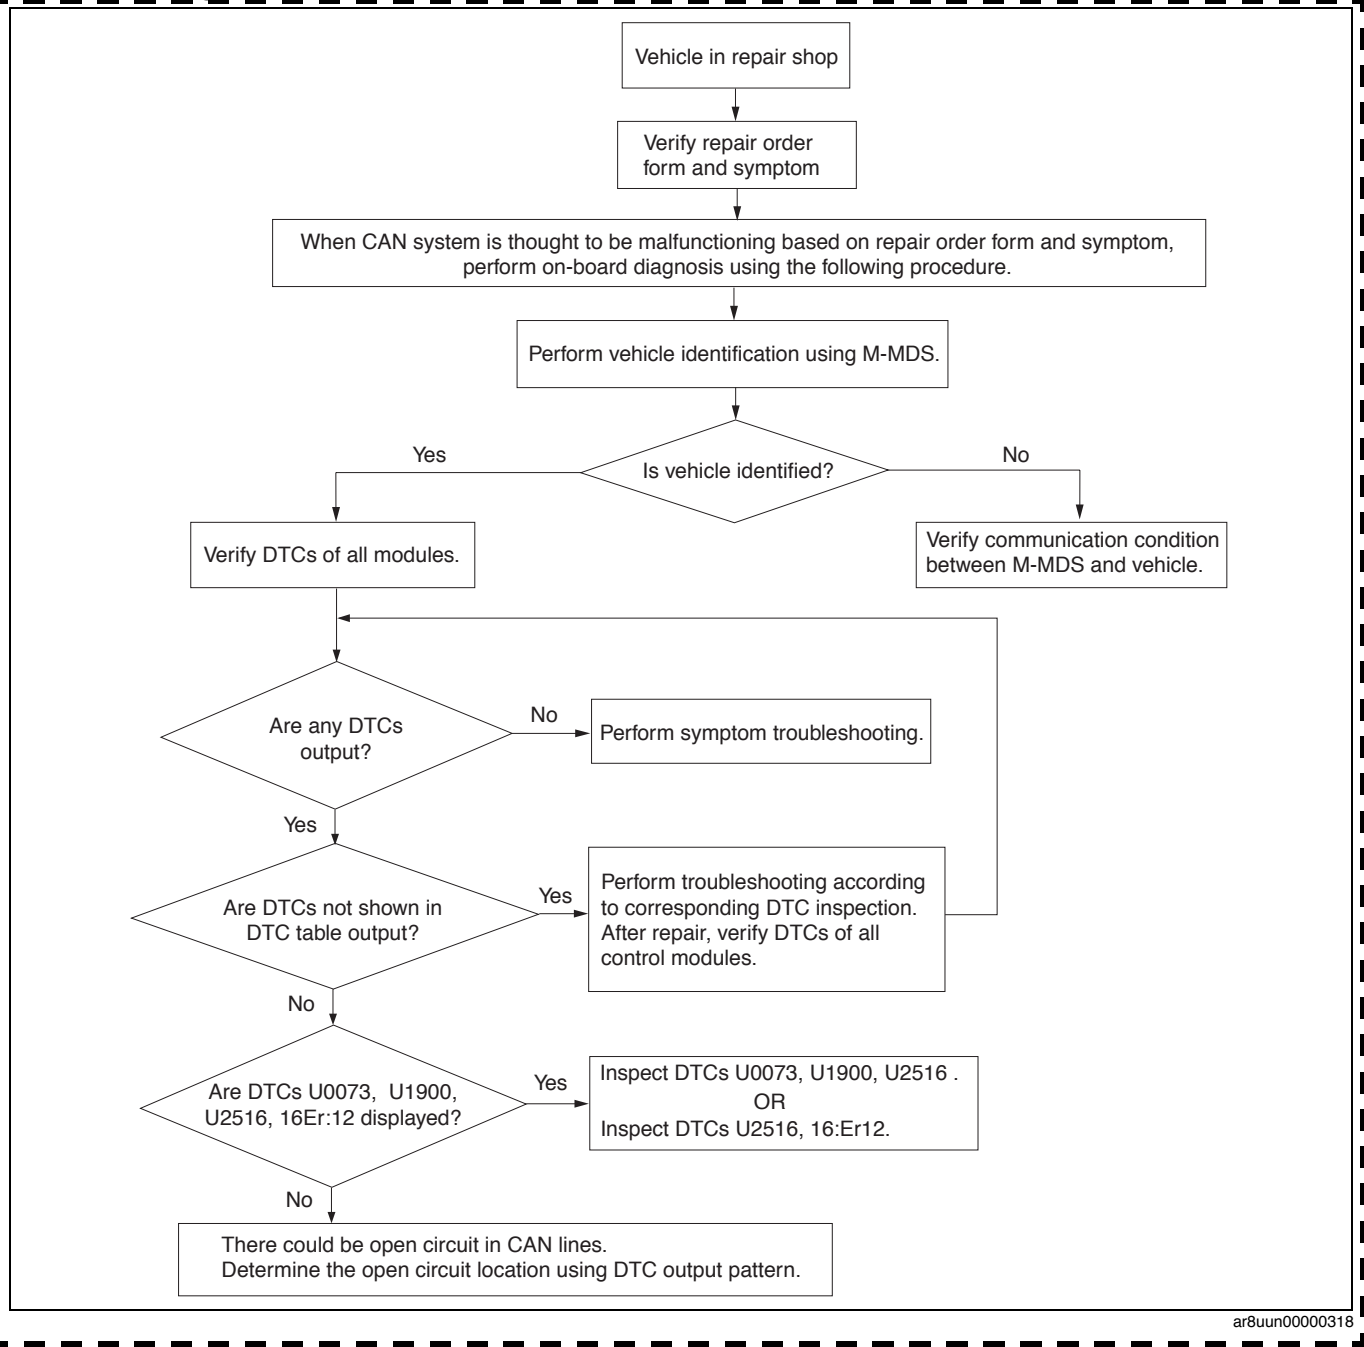 Vehicle in repair shop
Verify repair order
form and symptom
When CAN system is thought to be malfunctioning based on repair order form and symptom,
perform on-board diagnosis using the following procedure.
Perform vehicle identification using M-MDS.
Yes
Is vehicle identified?
No
Verify DTCs of all modules.
Verify communication condition
between M-MDS and vehicle.
Are any DTCs
output?
No
Perform symptom troubleshooting.
Yes
Are DTCs not shown in
DTC table output?
Yes
Perform troubleshooting according
to corresponding DTC inspection.
After repair, verify DTCs of all
control modules.
No
Are DTCs U0073, U1900,
U2516, 16Er:12 displayed?
Yes
Inspect DTCs U0073, U1900, U2516 .
OR
Inspect DTCs U2516, 16:Er12.
No
There could be open circuit in CAN lines.
Determine the open circuit location using DTC output pattern.
ar8uun00000318